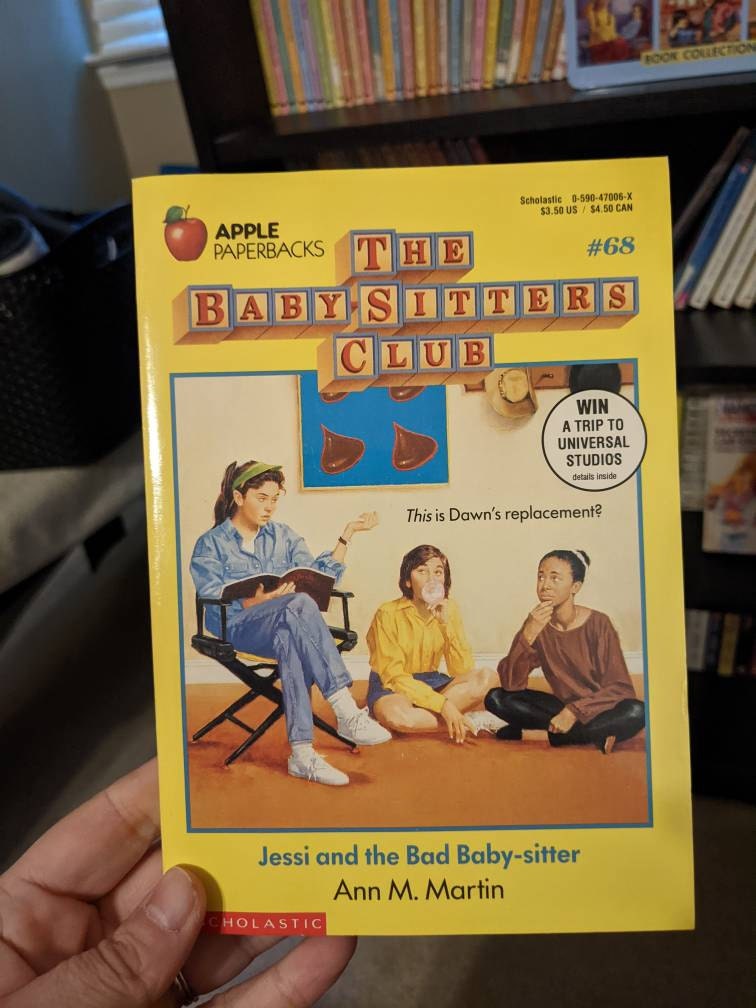 BOOK COLLECTION
APPLE
PAPERBACKS
Scholastic 0-590-47006-X
$3.50 US / $4.50 CAN
#68
THE
BABY-SITTERS
CLUB
WIN
A TRIP TO
UNIVERSAL
STUDIOS
details inside
This is Dawn's replacement?
Jessi and the Bad Baby-sitter
Ann M. Martin
SCHOLASTIC